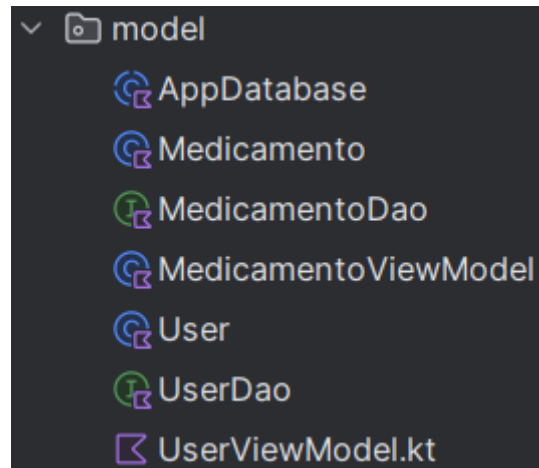 model
AppDatabase
Medicamento
MedicamentoDao
MedicamentoViewModel
User
UserDao
UserViewModel.kt